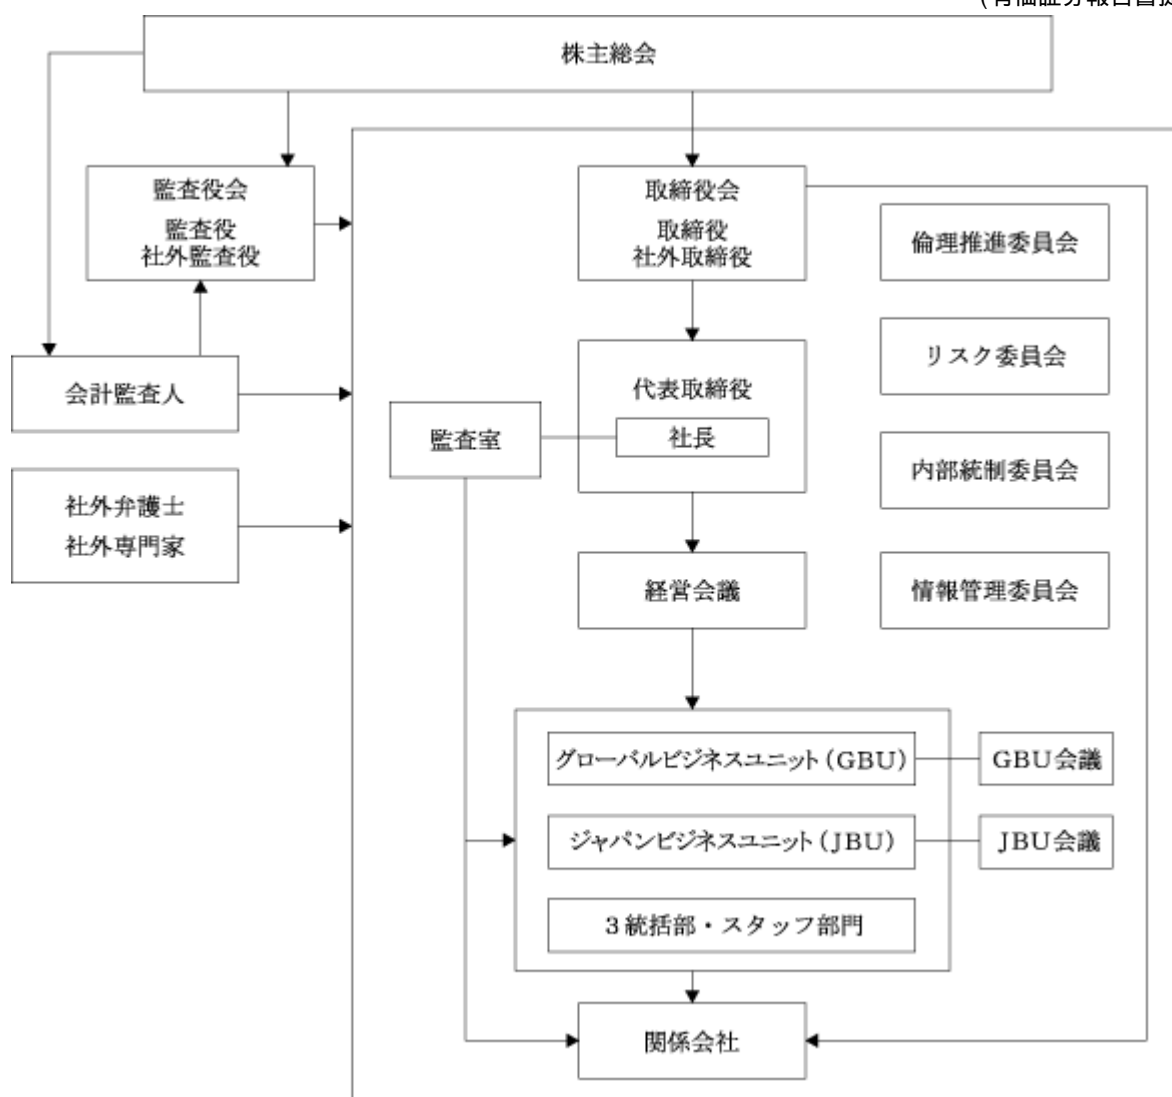 株主総会
監査役会
監査役
社外監査役
取締役会
取締役
社外取締役
倫理推進委員会
会計監査人
代表取締役
社長
リスク委員会
監査室
内部統制委員会
社外弁護士
社外専門家
経営会議
情報管理委員会
グローバルビジネスユニット(GBU)
GBU会議
ジャパンビジネスユニット(JBU)
JBU会議
3統括部・スタッフ部門
関係会社